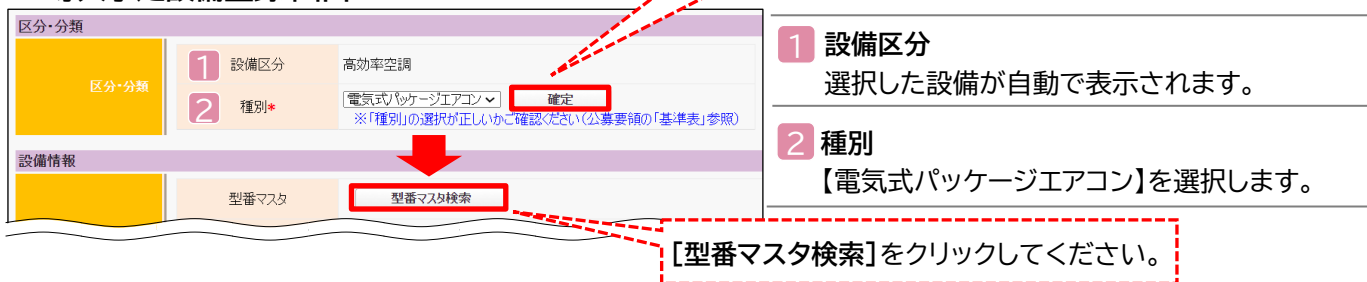 区分・分類
区分・分類
1 設備区分 高効率空調
2 種別* 電気式パッケージエアコン 確定
※「種別」の選択が正しいかご確認ください（公募要領の「基準表」参照）
設備情報
型番マスタ 型番マスタ検索
1 設備区分
選択した設備が自動で表示されます。
2 種別
【電気式パッケージエアコン】を選択します。
[型番マスタ検索]をクリックしてください。